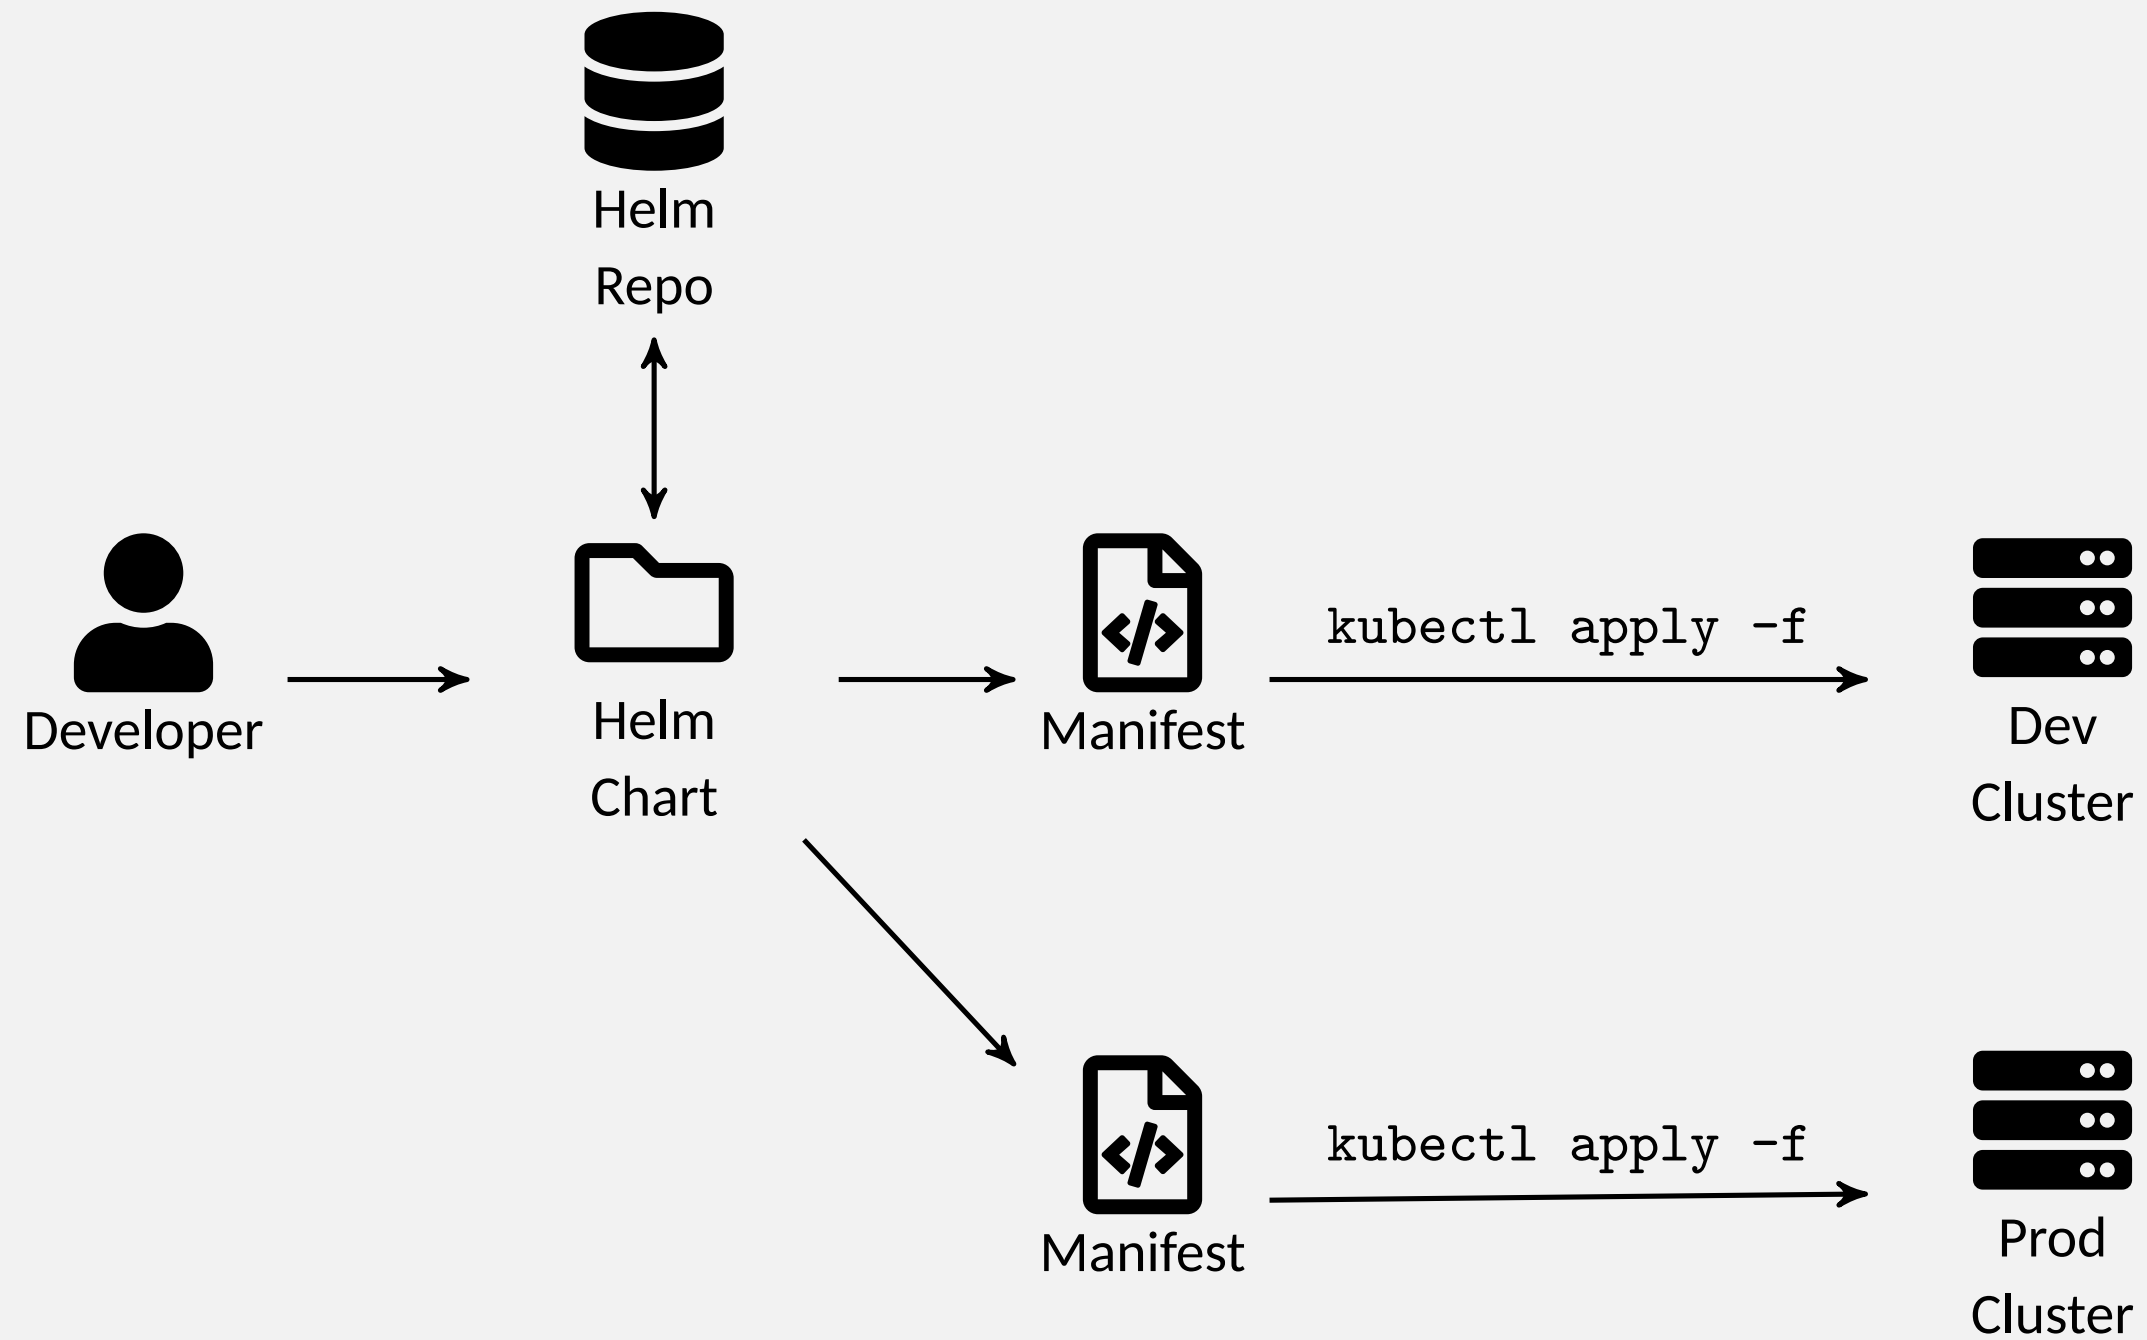 Helm
Repo
Developer
Helm
Chart
Manifest
kubectl apply -f
Dev
Cluster
Manifest
kubectl apply -f
Prod
Cluster